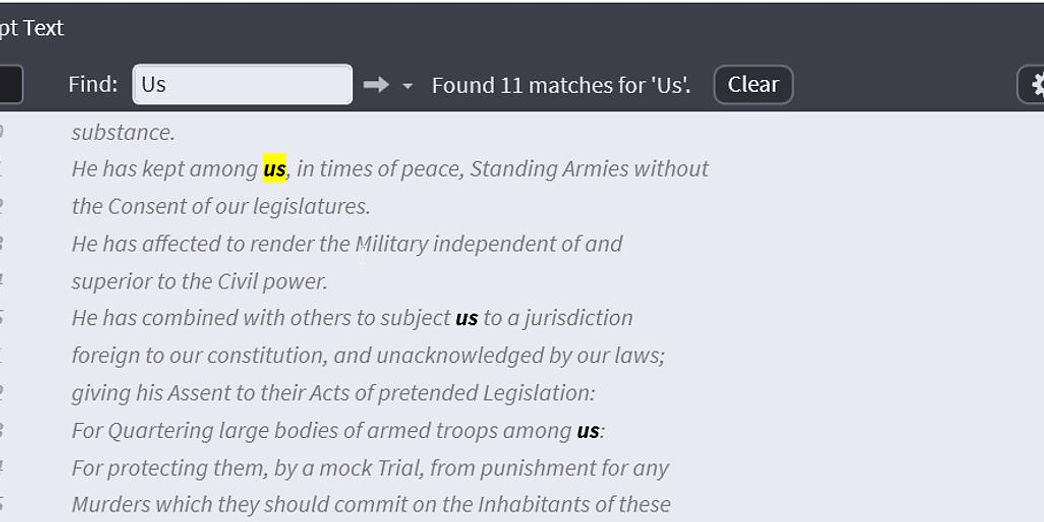 pt Text
Find: Us Found 11 matches for 'Us'. Clear
substance.
He has kept among us, in times of peace, Standing Armies without
the Consent of our legislatures.
He has affected to render the Military independent of and
superior to the Civil power.
He has combined with others to subject us to a jurisdiction
foreign to our constitution, and unacknowledged by our laws;
giving his Assent to their Acts of pretended Legislation:
For Quartering large bodies of armed troops among us:
For protecting them, by a mock Trial, from punishment for any
Murders which they should commit on the Inhabitants of these